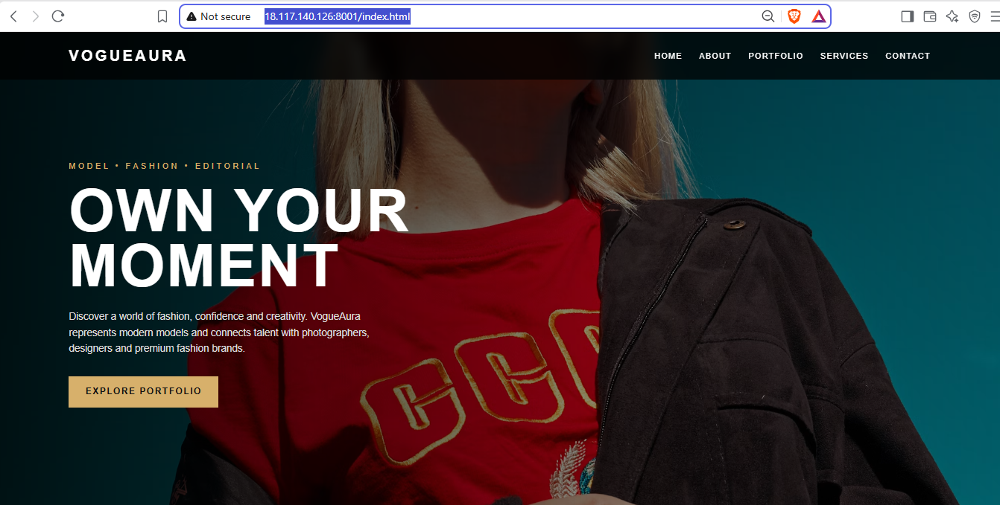 Not secure 18.117.140.126:8001/index.html
VOGUEAURA
HOME ABOUT PORTFOLIO SERVICES CONTACT
MODEL • FASHION • EDITORIAL
OWN YOUR
MOMENT
Discover a world of fashion, confidence and creativity. VogueAura
represents modern models and connects talent with photographers,
designers and premium fashion brands.
EXPLORE PORTFOLIO